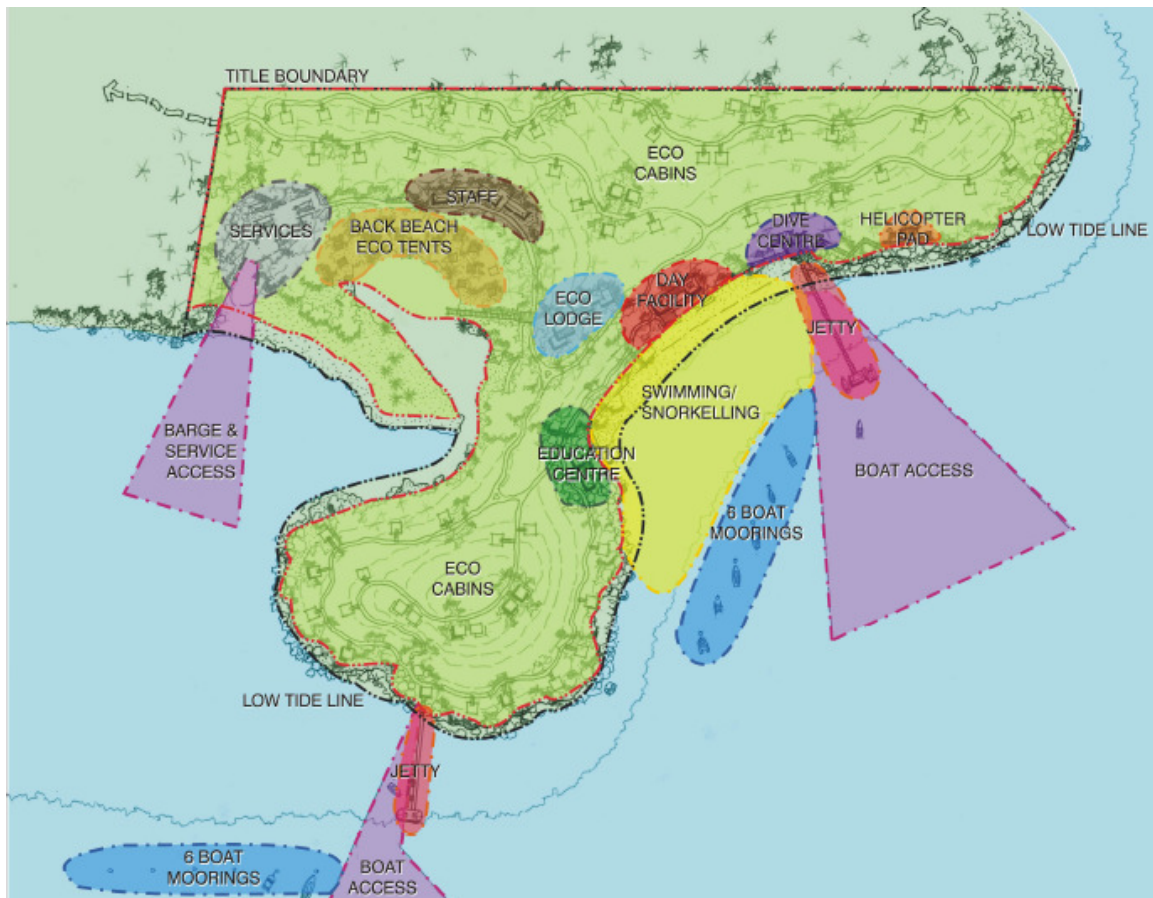 TITLE BOUNDARY
ECO
CABINS
STAFF
SERVICES
BACK BEACH
ECO TENTS
DIVE
CENTRE
HELICOPTER
PAD
LOW TIDE LINE
DAY
FACILITY
ECO
LODGE
JETTY
SWIMMING/
SNORKELLING
BARGE &
SERVICE
ACCESS
EDUCATION
CENTRE
BOAT ACCESS
6 BOAT
MOORINGS
ECO
CABINS
LOW TIDE LINE
JETTY
6 BOAT
MOORINGS
BOAT
ACCESS